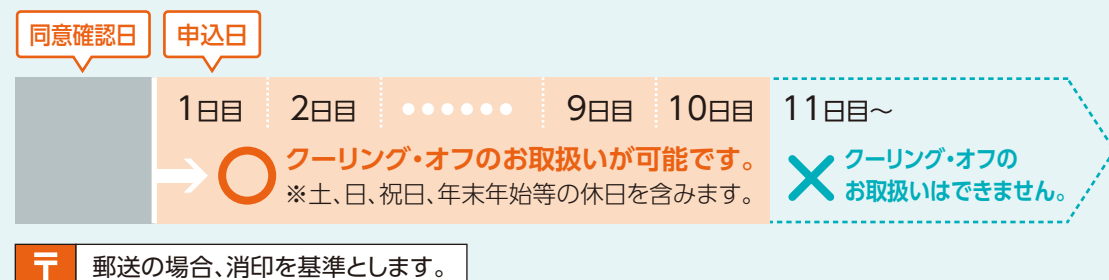 同意確認日 申込日
1日目 2日目 •••••• 9日目 10日目 11日目～
クーリング・オフのお取扱いが可能です。
※土、日、祝日、年末年始等の休日を含みます。
クーリング・オフの
お取扱いはできません。
〒 郵送の場合、消印を基準とします。